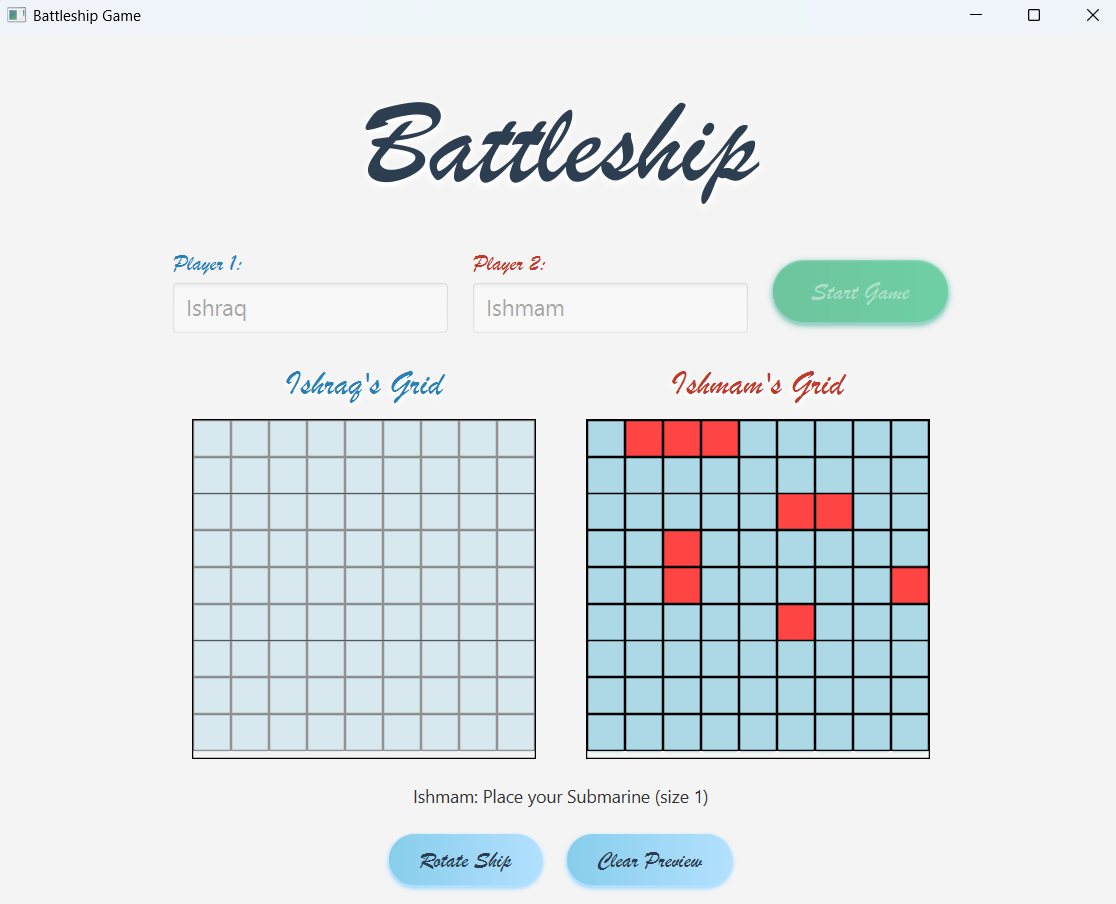 Battleship Game
Battleship
Player 1:
Player 2:
Ishraq
Ishmam
Start Game
Ishraq's Grid
Ishmam's Grid
Ishmam: Place your Submarine (size 1)
Rotate Ship
Clear Preview